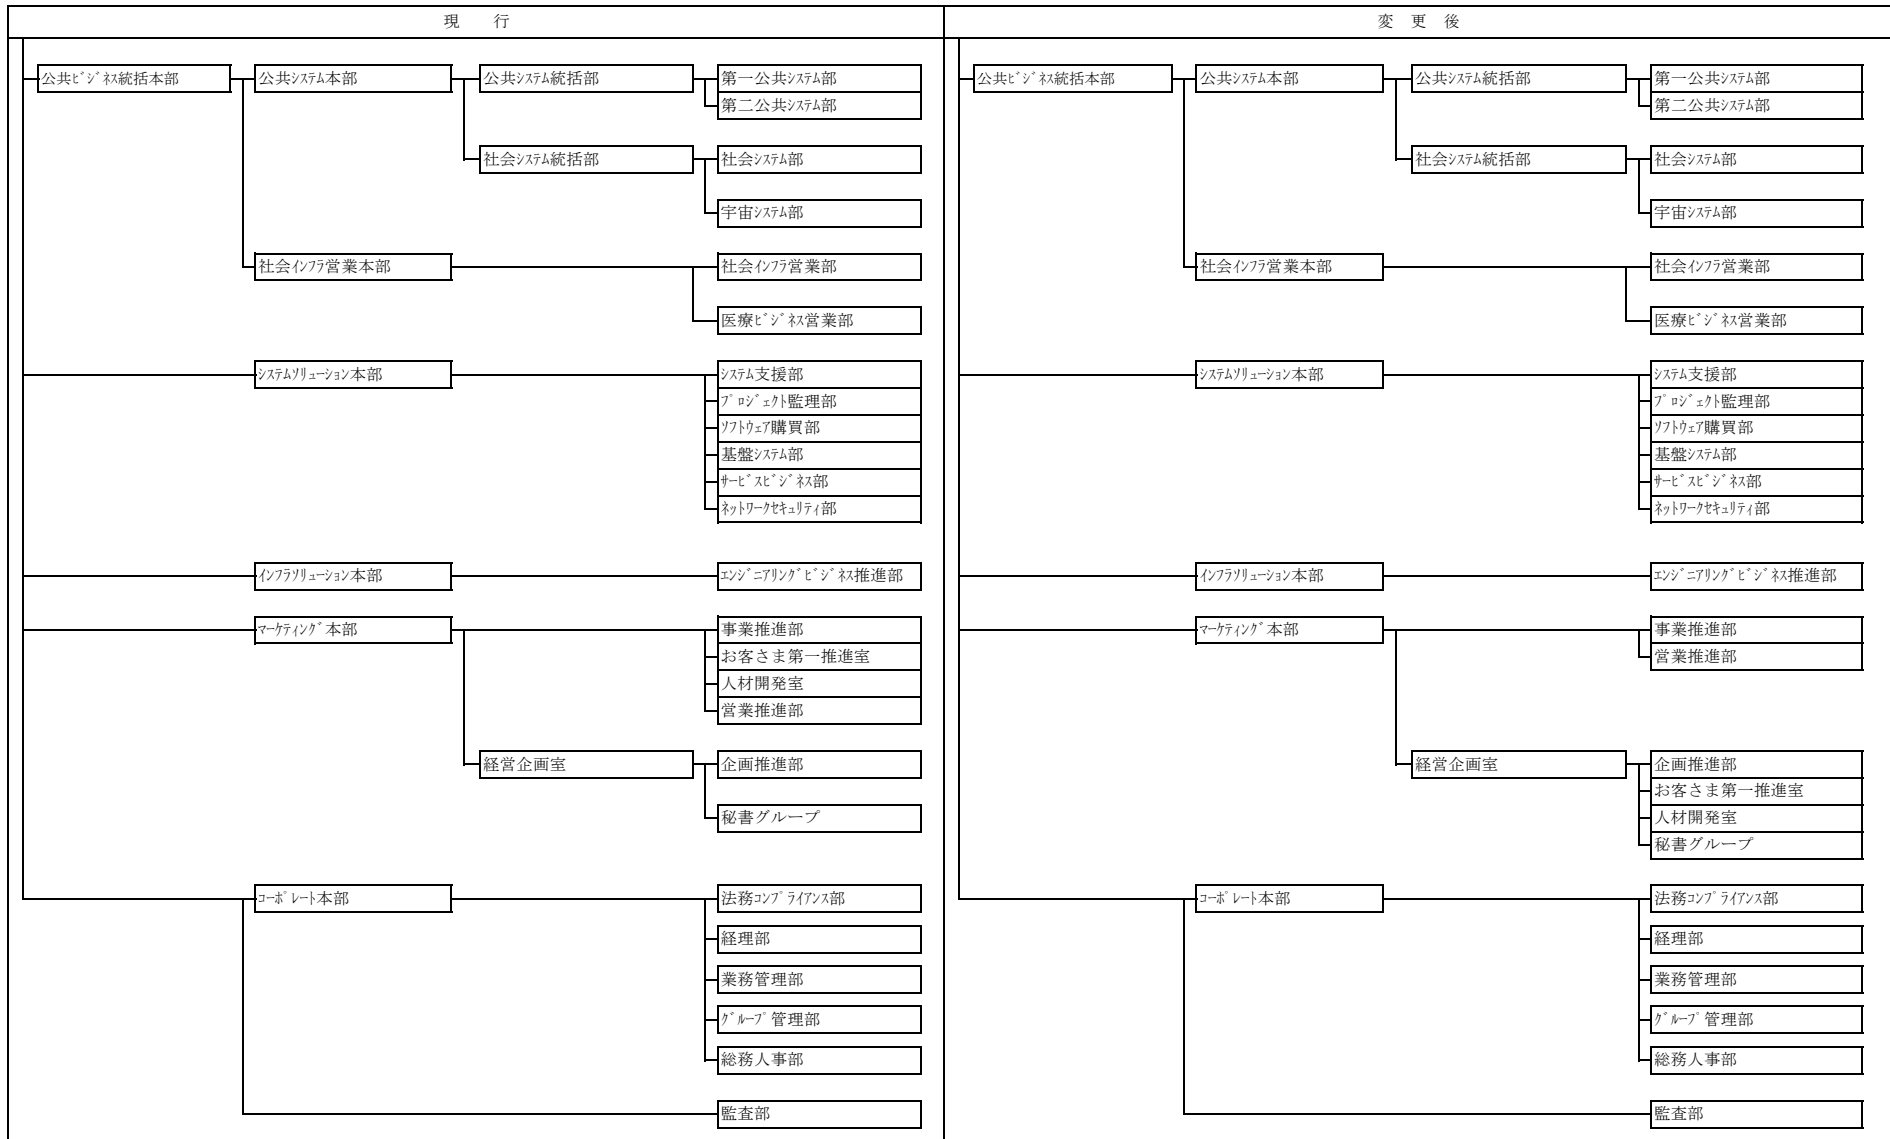 現　　行
公共ﾋﾞｼﾞﾈｽ統括本部
公共ｼｽﾃﾑ本部
公共ｼｽﾃﾑ統括部
第一公共ｼｽﾃﾑ部
第二公共ｼｽﾃﾑ部
社会ｼｽﾃﾑ統括部
社会ｼｽﾃﾑ部
宇宙ｼｽﾃﾑ部
社会ｲﾝﾌﾗ営業本部
社会ｲﾝﾌﾗ営業部
医療ﾋﾞｼﾞﾈｽ営業部
ｼｽﾃﾑｿﾘｭｰｼｮﾝ本部
ｼｽﾃﾑ支援部
ﾌﾟﾛｼﾞｪｸﾄ監理部
ｿﾌﾄｳｪｱ購買部
基盤ｼｽﾃﾑ部
ｻｰﾋﾞｽﾋﾞｼﾞﾈｽ部
ﾈｯﾄﾜｰｸｾｷｭﾘﾃｨ部
ｲﾝﾌﾗｿﾘｭｰｼｮﾝ本部
ｴﾝｼﾞﾆｱﾘﾝｸﾞﾋﾞｼﾞﾈｽ推進部
ﾏｰｹﾃｨﾝｸﾞ本部
事業推進部
お客さま第一推進室
人材開発室
営業推進部
経営企画室
企画推進部
秘書グループ
ｺｰﾎﾟﾚｰﾄ本部
法務ｺﾝﾌﾟﾗｲｱﾝｽ部
経理部
業務管理部
ｸﾞﾙｰﾌﾟ管理部
総務人事部
監査部
変　更　後
公共ﾋﾞｼﾞﾈｽ統括本部
公共ｼｽﾃﾑ本部
公共ｼｽﾃﾑ統括部
第一公共ｼｽﾃﾑ部
第二公共ｼｽﾃﾑ部
社会ｼｽﾃﾑ統括部
社会ｼｽﾃﾑ部
宇宙ｼｽﾃﾑ部
社会ｲﾝﾌﾗ営業本部
社会ｲﾝﾌﾗ営業部
医療ﾋﾞｼﾞﾈｽ営業部
ｼｽﾃﾑｿﾘｭｰｼｮﾝ本部
ｼｽﾃﾑ支援部
ﾌﾟﾛｼﾞｪｸﾄ監理部
ｿﾌﾄｳｪｱ購買部
基盤ｼｽﾃﾑ部
ｻｰﾋﾞｽﾋﾞｼﾞﾈｽ部
ﾈｯﾄﾜｰｸｾｷｭﾘﾃｨ部
ｲﾝﾌﾗｿﾘｭｰｼｮﾝ本部
ｴﾝｼﾞﾆｱﾘﾝｸﾞﾋﾞｼﾞﾈｽ推進部
ﾏｰｹﾃｨﾝｸﾞ本部
事業推進部
営業推進部
経営企画室
企画推進部
お客さま第一推進室
人材開発室
秘書グループ
ｺｰﾎﾟﾚｰﾄ本部
法務ｺﾝﾌﾟﾗｲｱﾝｽ部
経理部
業務管理部
ｸﾞﾙｰﾌﾟ管理部
総務人事部
監査部